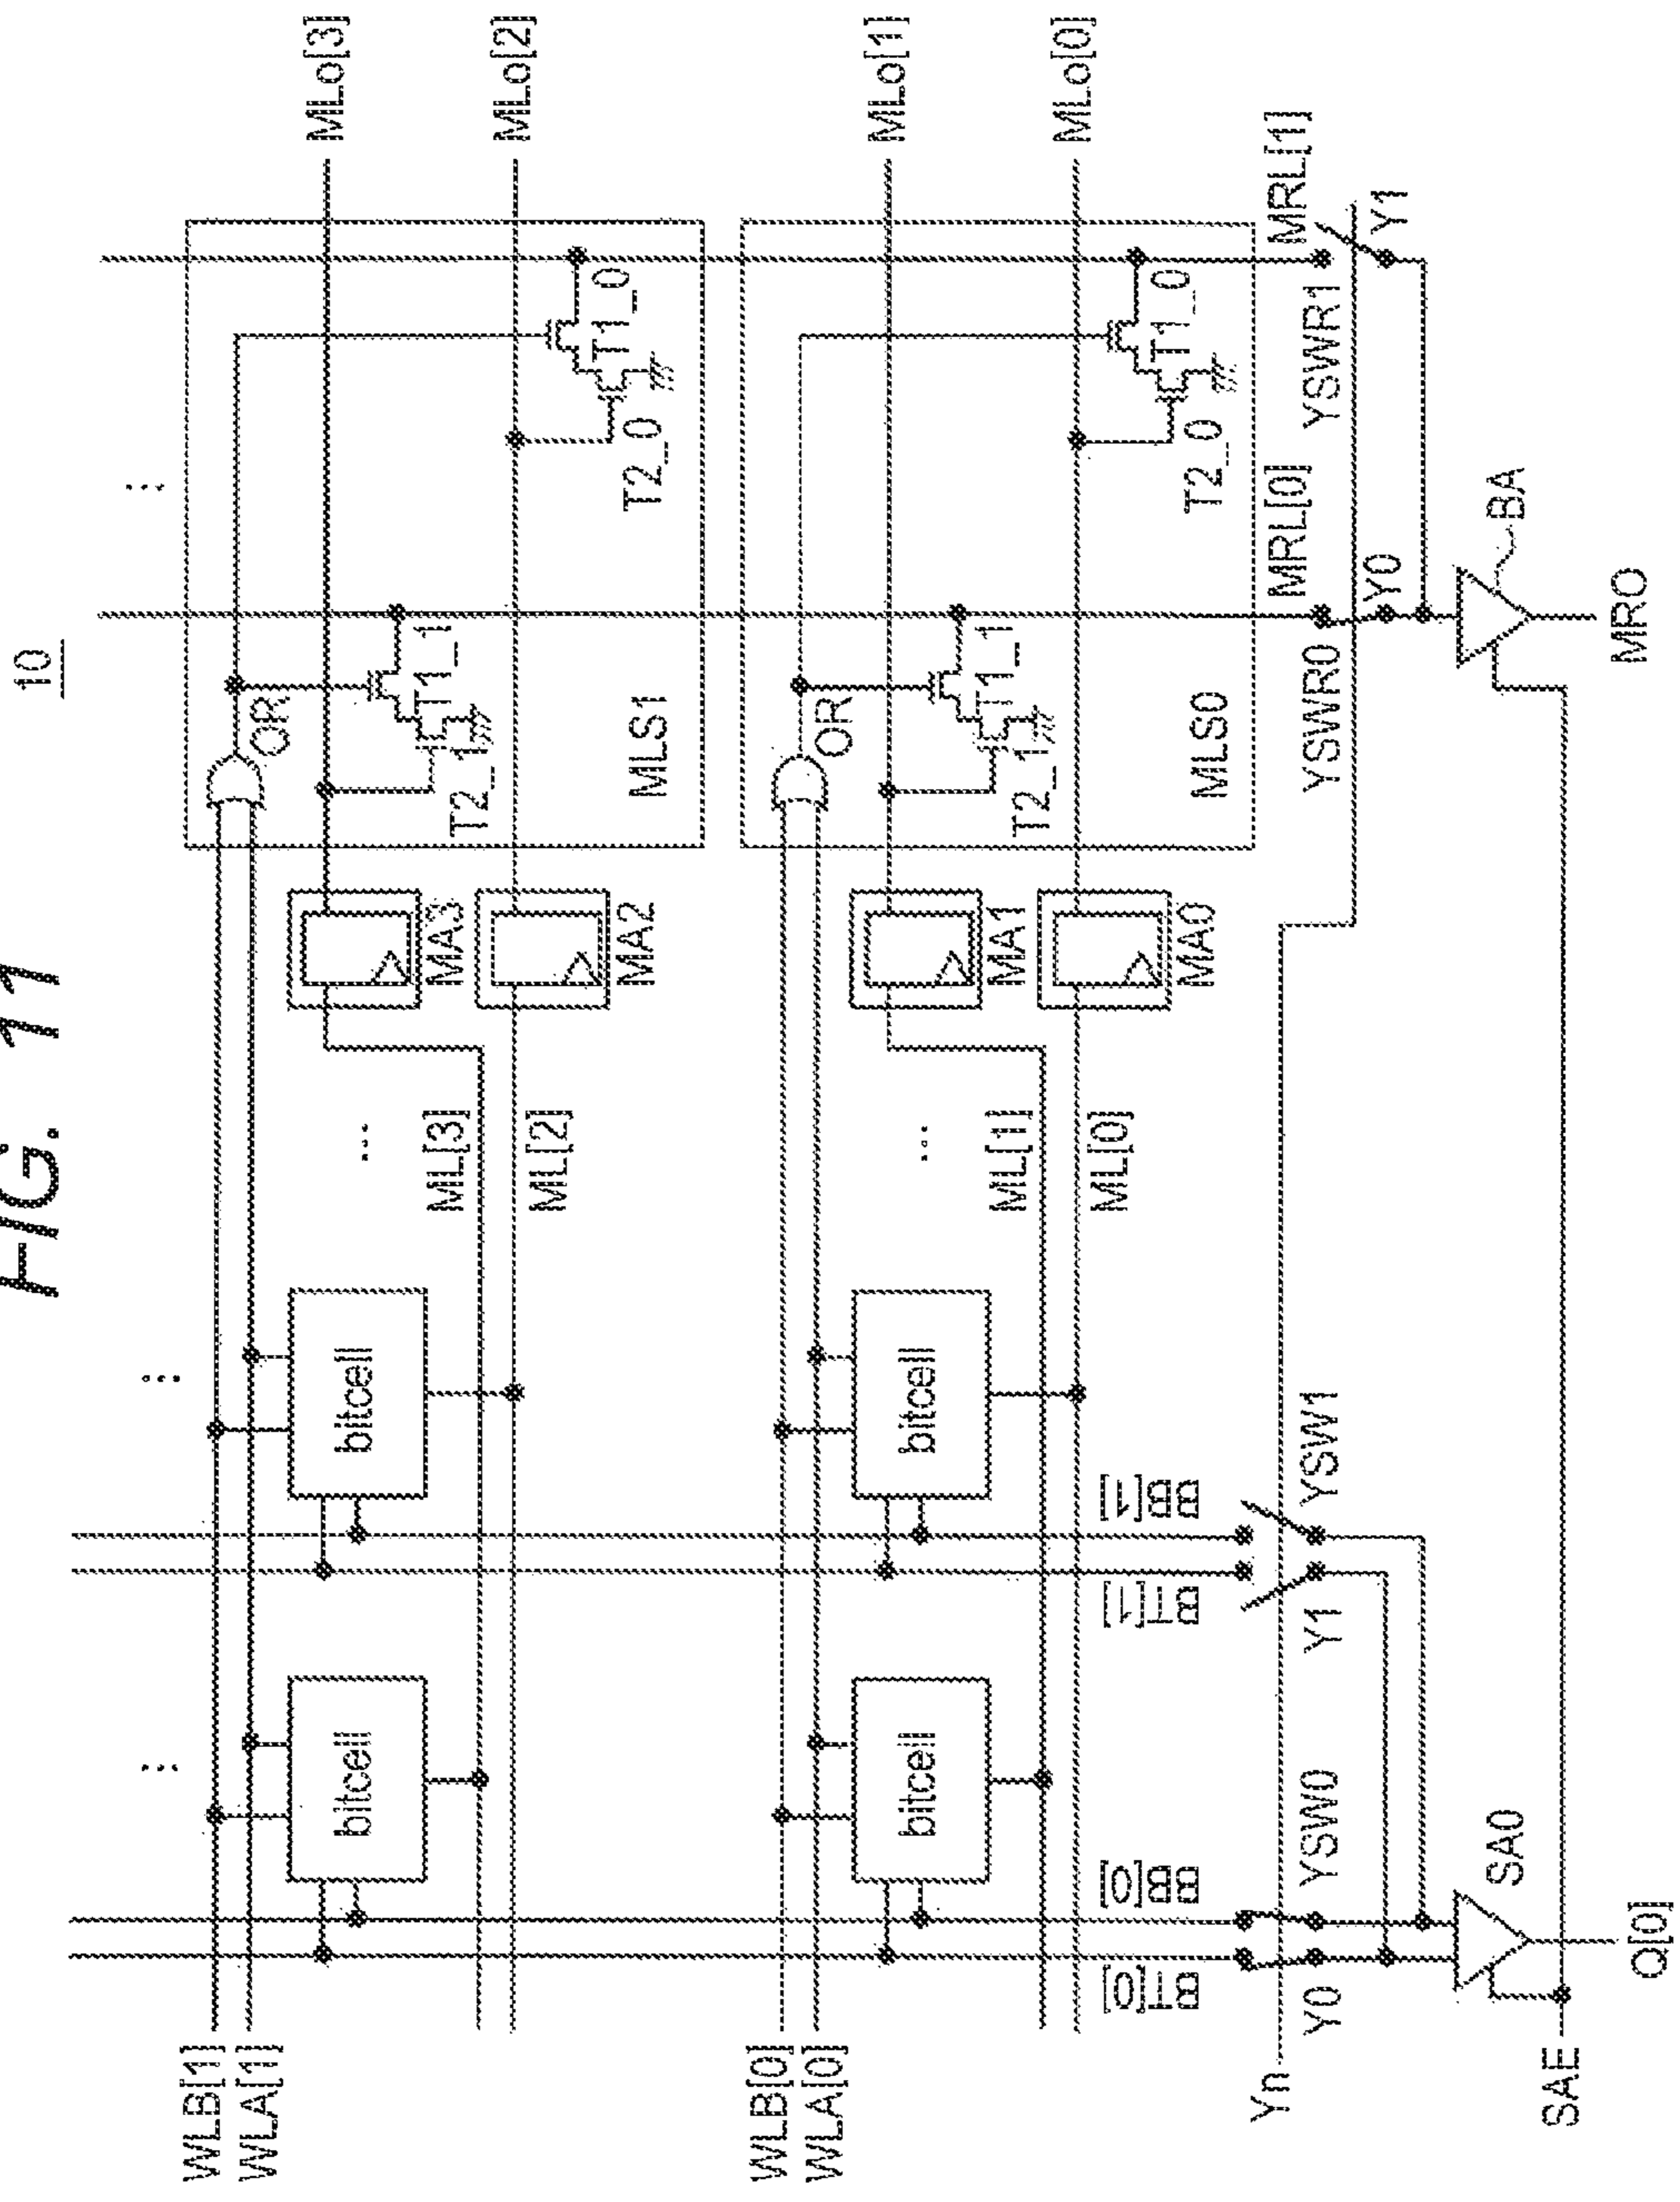 FIG. 11
10
WLB[1]
WLA[1]
bitcell
bitcell
...
ML[3]
ML[2]
MA3
MA2
OR
T2_1
T1_1
MLS1
T2_0
T1_0
MLo[3]
MLo[2]
WLB[0]
WLA[0]
bitcell
bitcell
...
ML[1]
ML[0]
MA1
MA0
OR
T2_1
T1_1
MLS0
T2_0
T1_0
MLo[1]
MLo[0]
BT[0]
BB[0]
BT[1]
BB[1]
MRL[0]
MRL[1]
Yn
Y0
YSW0
Y1
YSW1
YSWR0
Y0
YSWR1
Y1
SA0
BA
SAE
Q[0]
MRO